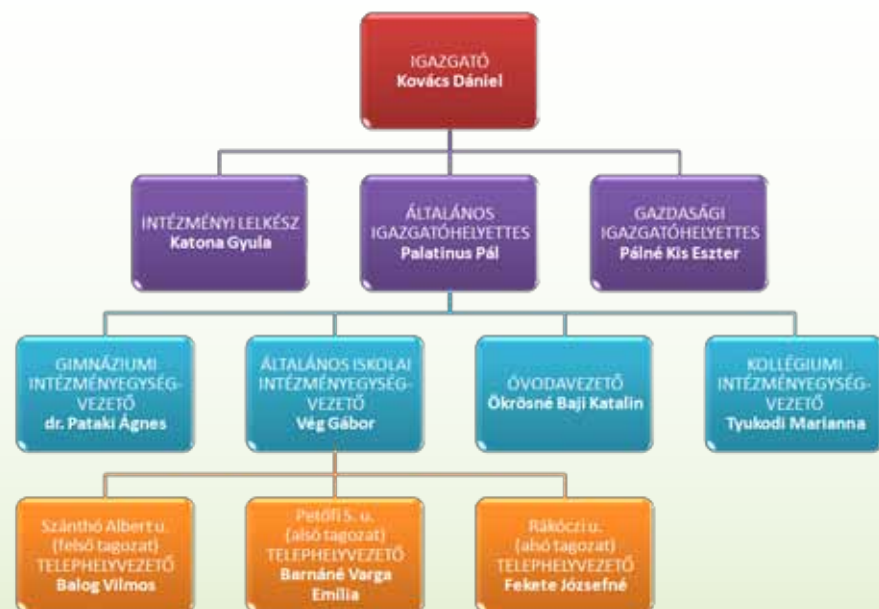 IGAZGATÓ
Kovács Dániel
INTÉZMÉNYI LELKÉSZ
Katona Gyula
ÁLTALÁNOS
IGAZGATÓHELYETTES
Palatinus Pál
GAZDASÁGI
IGAZGATÓHELYETTES
Pálné Kis Eszter
GIMNÁZIUMI
INTÉZMÉNYEGYSÉG-
VEZETŐ
dr. Pataki Ágnes
ÁLTALÁNOS ISKOLAI
INTÉZMÉNYEGYSÉG-
VEZETŐ
Vég Gábor
ÓVODAVEZETŐ
Ökrösné Baji Katalin
KOLLÉGIUMI
INTÉZMÉNYEGYSÉG-
VEZETŐ
Tyukodi Marianna
Szánthó Albert u.
(felső tagozat)
TELEPHELYVEZETŐ
Balog Vilmos
Petőfi S. u.
(alsó tagozat)
TELEPHELYVEZETŐ
Barnáné Varga
Emília
Rákóczi u.
(alsó tagozat)
TELEPHELYVEZETŐ
Fekete Józsefné